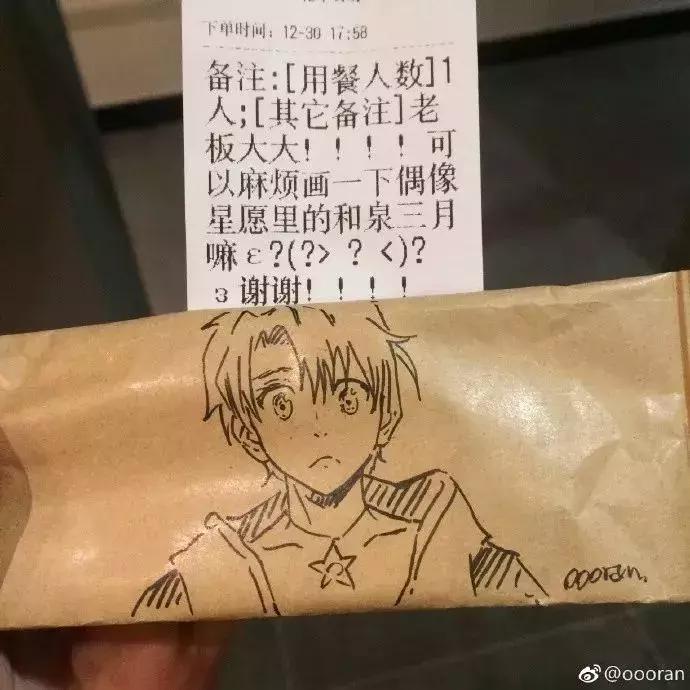 下单时间: 12-30 17:58
备注:[用餐人数]1
人;[其它备注]老
板大大！！！！可
以麻烦画一下偶像
星愿里的和泉三月
嘛ε?(?> ? <)?
з谢谢！！！！
oooran.
@oooran